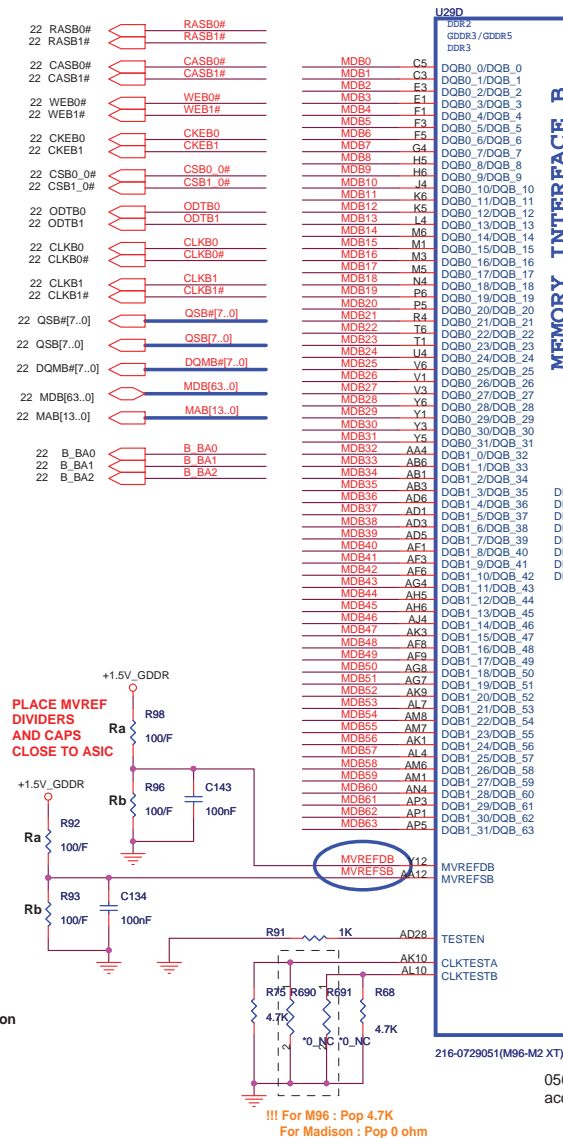 U29D
DDR2
GDDR3/GDDR5
DDR3
MEMORY INTERFACE B
22 RASB0# RASB0#
22 RASB1# RASB1#
22 CASB0# CASB0#
22 CASB1# CASB1#
22 WEB0# WEB0#
22 WEB1# WEB1#
22 CKEB0 CKEB0
22 CKEB1 CKEB1
22 CSB0_0# CSB0_0#
22 CSB1_0# CSB1_0#
22 ODTB0 ODTB0
22 ODTB1 ODTB1
22 CLKB0 CLKB0
22 CLKB0# CLKB0#
22 CLKB1 CLKB1
22 CLKB1# CLKB1#
22 QSB#[7..0] QSB#[7..0]
22 QSB[7..0] QSB[7..0]
22 DQMB#[7..0] DQMB#[7..0]
22 MDB[63..0] MDB[63..0]
22 MAB[13..0] MAB[13..0]
22 B_BA0 B_BA0
22 B_BA1 B_BA1
22 B_BA2 B_BA2
MDB0 C5 DQB0_0/DQB_0
MDB1 C3 DQB0_1/DQB_1
MDB2 E3 DQB0_2/DQB_2
MDB3 E1 DQB0_3/DQB_3
MDB4 F1 DQB0_4/DQB_4
MDB5 F3 DQB0_5/DQB_5
MDB6 F5 DQB0_6/DQB_6
MDB7 G4 DQB0_7/DQB_7
MDB8 H5 DQB0_8/DQB_8
MDB9 H6 DQB0_9/DQB_9
MDB10 J4 DQB0_10/DQB_10
MDB11 K6 DQB0_11/DQB_11
MDB12 K5 DQB0_12/DQB_12
MDB13 L4 DQB0_13/DQB_13
MDB14 M6 DQB0_14/DQB_14
MDB15 M1 DQB0_15/DQB_15
MDB16 M3 DQB0_16/DQB_16
MDB17 M5 DQB0_17/DQB_17
MDB18 N4 DQB0_18/DQB_18
MDB19 P6 DQB0_19/DQB_19
MDB20 P5 DQB0_20/DQB_20
MDB21 R4 DQB0_21/DQB_21
MDB22 T6 DQB0_22/DQB_22
MDB23 T1 DQB0_23/DQB_23
MDB24 U4 DQB0_24/DQB_24
MDB25 V6 DQB0_25/DQB_25
MDB26 V1 DQB0_26/DQB_26
MDB27 V3 DQB0_27/DQB_27
MDB28 Y6 DQB0_28/DQB_28
MDB29 Y1 DQB0_29/DQB_29
MDB30 Y3 DQB0_30/DQB_30
MDB31 Y5 DQB0_31/DQB_31
MDB32 AA4 DQB1_0/DQB_32
MDB33 AB6 DQB1_1/DQB_33
MDB34 AB1 DQB1_2/DQB_34
MDB35 AB3 DQB1_3/DQB_35
MDB36 AD6 DQB1_4/DQB_36
MDB37 AD1 DQB1_5/DQB_37
MDB38 AD3 DQB1_6/DQB_38
MDB39 AD5 DQB1_7/DQB_39
MDB40 AF1 DQB1_8/DQB_40
MDB41 AF3 DQB1_9/DQB_41
MDB42 AF6 DQB1_10/DQB_42
MDB43 AG4 DQB1_11/DQB_43
MDB44 AH5 DQB1_12/DQB_44
MDB45 AH6 DQB1_13/DQB_45
MDB46 AJ4 DQB1_14/DQB_46
MDB47 AK3 DQB1_15/DQB_47
MDB48 AF8 DQB1_16/DQB_48
MDB49 AF9 DQB1_17/DQB_49
MDB50 AG8 DQB1_18/DQB_50
MDB51 AG7 DQB1_19/DQB_51
MDB52 AK9 DQB1_20/DQB_52
MDB53 AL7 DQB1_21/DQB_53
MDB54 AM8 DQB1_22/DQB_54
MDB55 AM7 DQB1_23/DQB_55
MDB56 AK1 DQB1_24/DQB_56
MDB57 AL4 DQB1_25/DQB_57
MDB58 AM6 DQB1_26/DQB_58
MDB59 AM1 DQB1_27/DQB_59
MDB60 AN4 DQB1_28/DQB_60
MDB61 AP3 DQB1_29/DQB_61
MDB62 AP1 DQB1_30/DQB_62
MDB63 AP5 DQB1_31/DQB_63
MVREFDB Y12 MVREFDB
MVREFSB AA12 MVREFSB
AD28 TESTEN
AK10 CLKTESTA
AL10 CLKTESTB
+1.5V_GDDR
PLACE MVREF
DIVIDERS
AND CAPS
CLOSE TO ASIC
Ra
R98
100/F
Rb
R96
100/F
C143
100nF
+1.5V_GDDR
Ra
R92
100/F
Rb
R93
100/F
C134
100nF
R91 1K
R75
4.7K
R690
*0_NC
R691
*0_NC
R68
4.7K
1
1
2
2
on
216-0729051(M96-M2 XT)
!!! For M96 : Pop 4.7K
For Madison : Pop 0 ohm